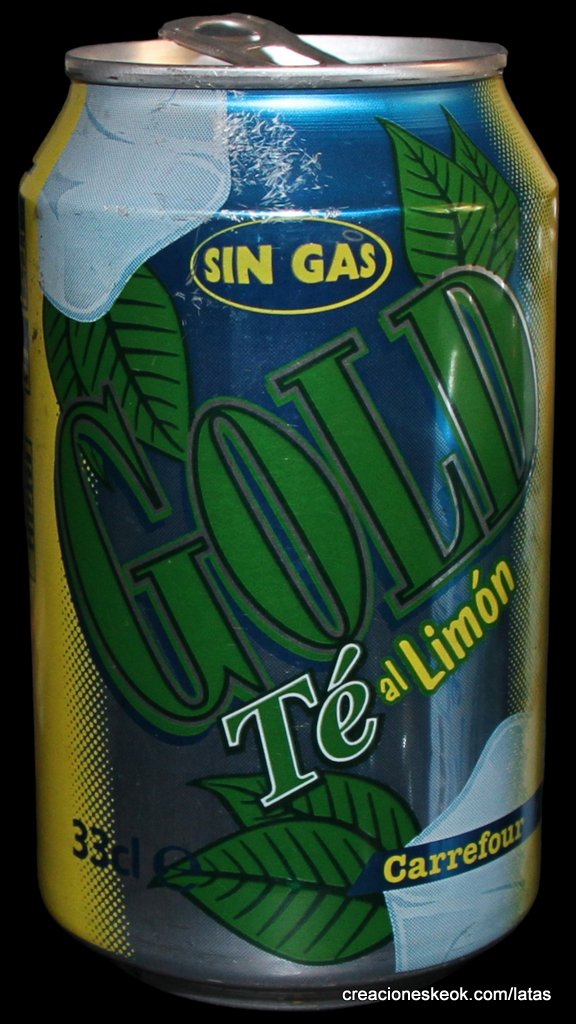 SIN GAS
GOLD
Té al Limón
33cl e
Carrefour
creacioneskeok.com/latas